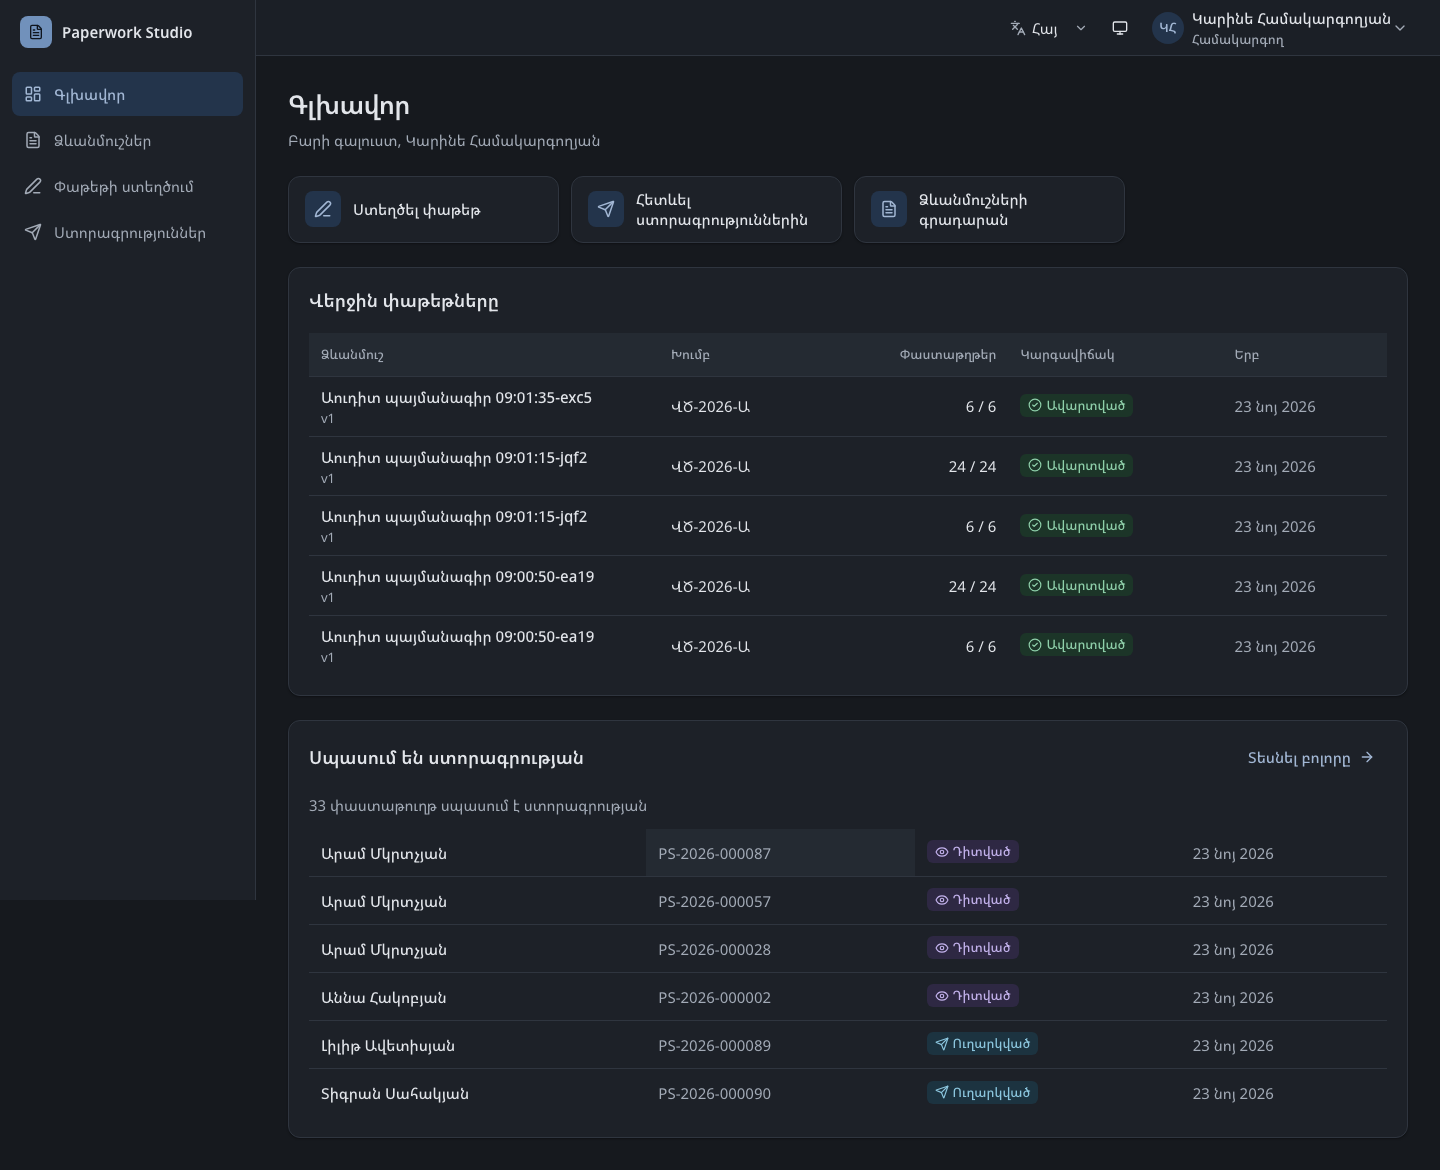 Paperwork Studio
Հայ
ԿՀ
Կարինե Համակարգողյան
Համակարգող
Գլխավոր
Ձևանմուշներ
Փաթեթի ստեղծում
Ստորագրություններ
Գլխավոր
Բարի գալուստ, Կարինե Համակարգողյան
Ստեղծել փաթեթ
Հետևել
ստորագրություններին
Ձևանմուշների
գրադարան
Վերջին փաթեթները
Ձևանմուշ Խումբ Փաստաթղթեր Կարգավիճակ Երբ
Աուդիտ պայմանագիր 09:01:35-exc5
v1
ՎԾ-2026-Ա 6 / 6 Ավարտված 23 նոյ 2026
Աուդիտ պայմանագիր 09:01:15-jqf2
v1
ՎԾ-2026-Ա 24 / 24 Ավարտված 23 նոյ 2026
Աուդիտ պայմանագիր 09:01:15-jqf2
v1
ՎԾ-2026-Ա 6 / 6 Ավարտված 23 նոյ 2026
Աուդիտ պայմանագիր 09:00:50-ea19
v1
ՎԾ-2026-Ա 24 / 24 Ավարտված 23 նոյ 2026
Աուդիտ պայմանագիր 09:00:50-ea19
v1
ՎԾ-2026-Ա 6 / 6 Ավարտված 23 նոյ 2026
Սպասում են ստորագրության
Տեսնել բոլորը
33 փաստաթուղթ սպասում է ստորագրության
Արամ Մկրտչյան PS-2026-000087 Դիտված 23 նոյ 2026
Արամ Մկրտչյան PS-2026-000057 Դիտված 23 նոյ 2026
Արամ Մկրտչյան PS-2026-000028 Դիտված 23 նոյ 2026
Աննա Հակոբյան PS-2026-000002 Դիտված 23 նոյ 2026
Լիլիթ Ավետիսյան PS-2026-000089 Ուղարկված 23 նոյ 2026
Տիգրան Սահակյան PS-2026-000090 Ուղարկված 23 նոյ 2026